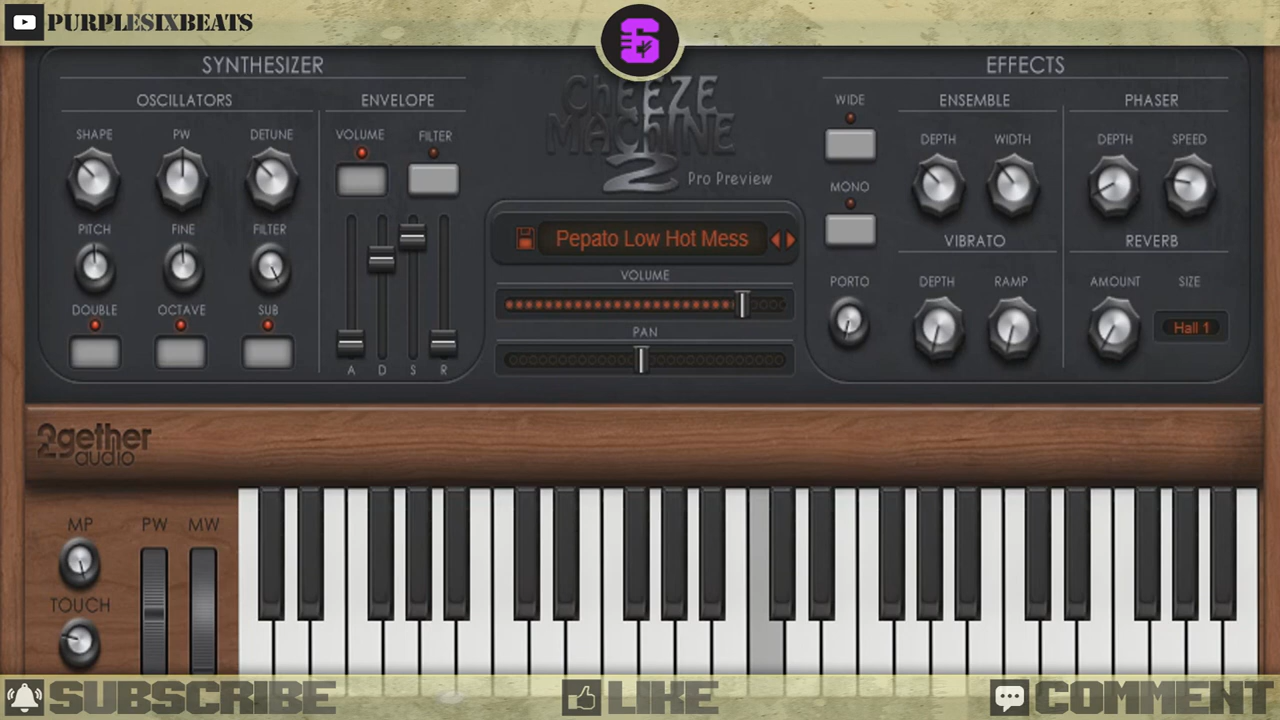 PURPLESIXBEATS
6
SYNTHESIZER
OSCILLATORS
SHAPE PW DETUNE
PITCH FINE FILTER
DOUBLE OCTAVE SUB
ENVELOPE
VOLUME FILTER
A D S R
ChEEZE
MAChINE
2 Pro Preview
Pepato Low Hot Mess
VOLUME
PAN
EFFECTS
WIDE
MONO
PORTO
ENSEMBLE
DEPTH WIDTH
VIBRATO
DEPTH RAMP
PHASER
DEPTH SPEED
REVERB
AMOUNT SIZE
Hall 1
2gether
audio
MP PW MW
TOUCH
SUBSCRIBE LIKE COMMENT